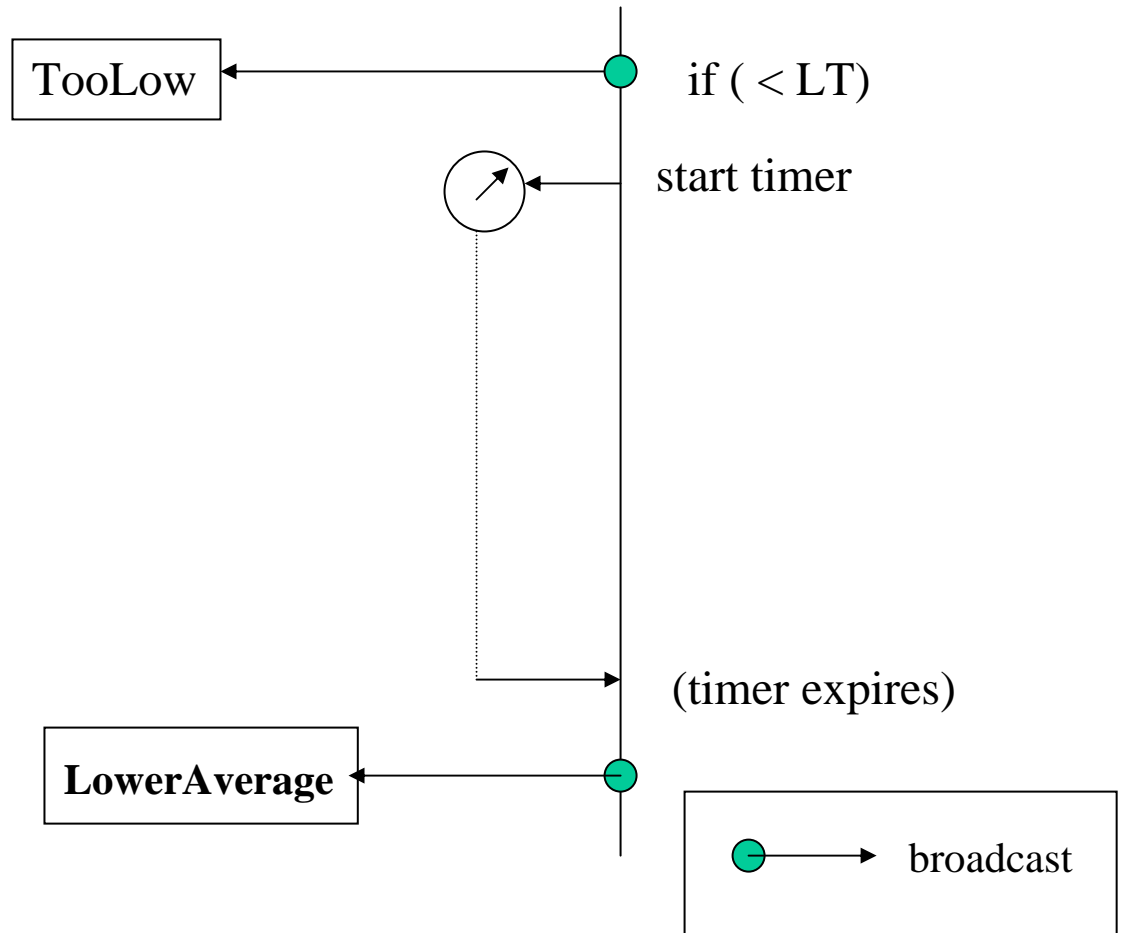 TooLow
if ( < LT)
start timer
(timer expires)
LowerAverage
broadcast